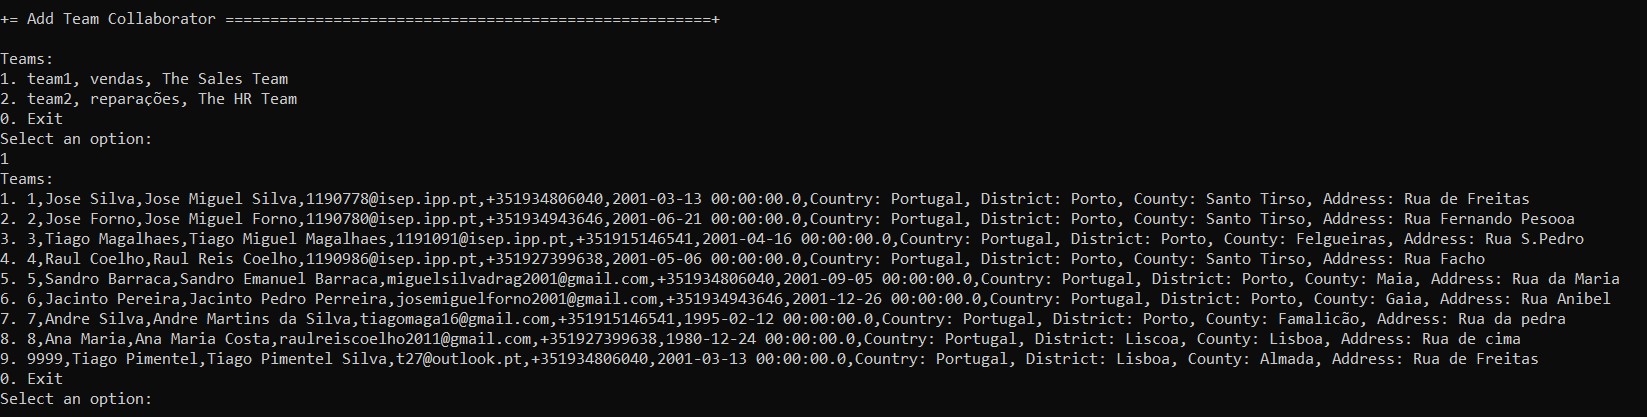 += Add Team Collaborator ======================================================+
Teams:
1. team1, vendas, The Sales Team
2. team2, reparações, The HR Team
0. Exit
Select an option:
1
Teams:
1. 1,Jose Silva,Jose Miguel Silva,1190778@isep.ipp.pt,+351934806040,2001-03-13 00:00:00.0,Country: Portugal, District: Porto, County: Santo Tirso, Address: Rua de Freitas
2. 2,Jose Forno,Jose Miguel Forno,1190780@isep.ipp.pt,+351934943646,2001-06-21 00:00:00.0,Country: Portugal, District: Porto, County: Santo Tirso, Address: Rua Fernando Pesooa
3. 3,Tiago Magalhaes,Tiago Miguel Magalhaes,1191091@isep.ipp.pt,+351915146541,2001-04-16 00:00:00.0,Country: Portugal, District: Porto, County: Felgueiras, Address: Rua S.Pedro
4. 4,Raul Coelho,Raul Reis Coelho,1190986@isep.ipp.pt,+351927399638,2001-05-06 00:00:00.0,Country: Portugal, District: Porto, County: Santo Tirso, Address: Rua Facho
5. 5,Sandro Barraca,Sandro Emanuel Barraca,miguelsilvadrag2001@gmail.com,+351934806040,2001-09-05 00:00:00.0,Country: Portugal, District: Porto, County: Maia, Address: Rua da Maria
6. 6,Jacinto Pereira,Jacinto Pedro Perreira,josemiguelforno2001@gmail.com,+351934943646,2001-12-26 00:00:00.0,Country: Portugal, District: Porto, County: Gaia, Address: Rua Anibel
7. 7,Andre Silva,Andre Martins da Silva,tiagomaga16@gmail.com,+351915146541,1995-02-12 00:00:00.0,Country: Portugal, District: Porto, County: Famalicão, Address: Rua da pedra
8. 8,Ana Maria,Ana Maria Costa,raulreiscoelho2011@gmail.com,+351927399638,1980-12-24 00:00:00.0,Country: Portugal, District: Liscoa, County: Lisboa, Address: Rua de cima
9. 9999,Tiago Pimentel,Tiago Pimentel Silva,t27@outlook.pt,+351934806040,2001-03-13 00:00:00.0,Country: Portugal, District: Lisboa, County: Almada, Address: Rua de Freitas
0. Exit
Select an option: